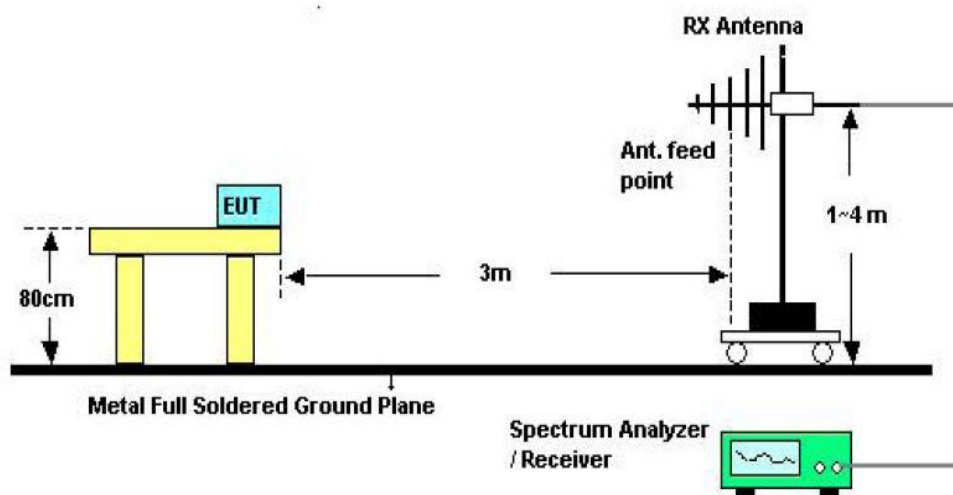 RX Antenna
Ant. feed
point
EUT
1~4 m
3m
80cm
Metal Full Soldered Ground Plane
Spectrum Analyzer
/ Receiver